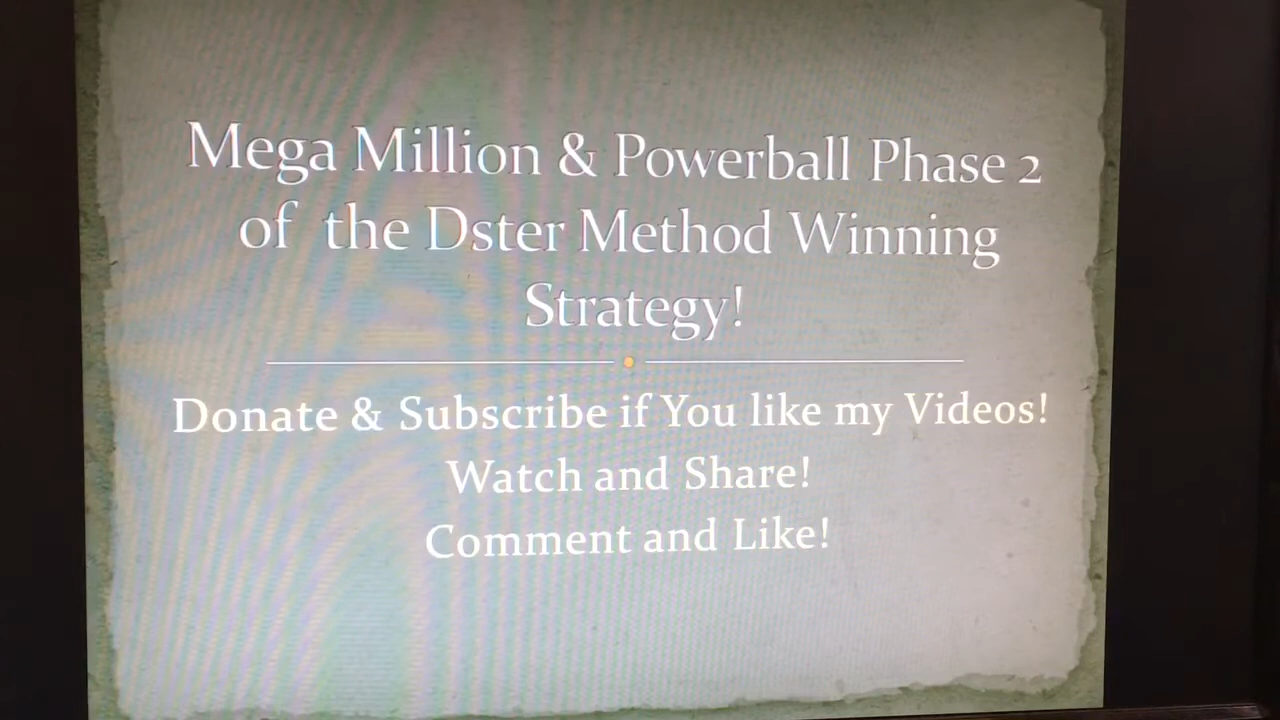 Mega Million & Powerball Phase 2
of the Dster Method Winning
Strategy!
Donate & Subscribe if You like my Videos!
Watch and Share!
Comment and Like!